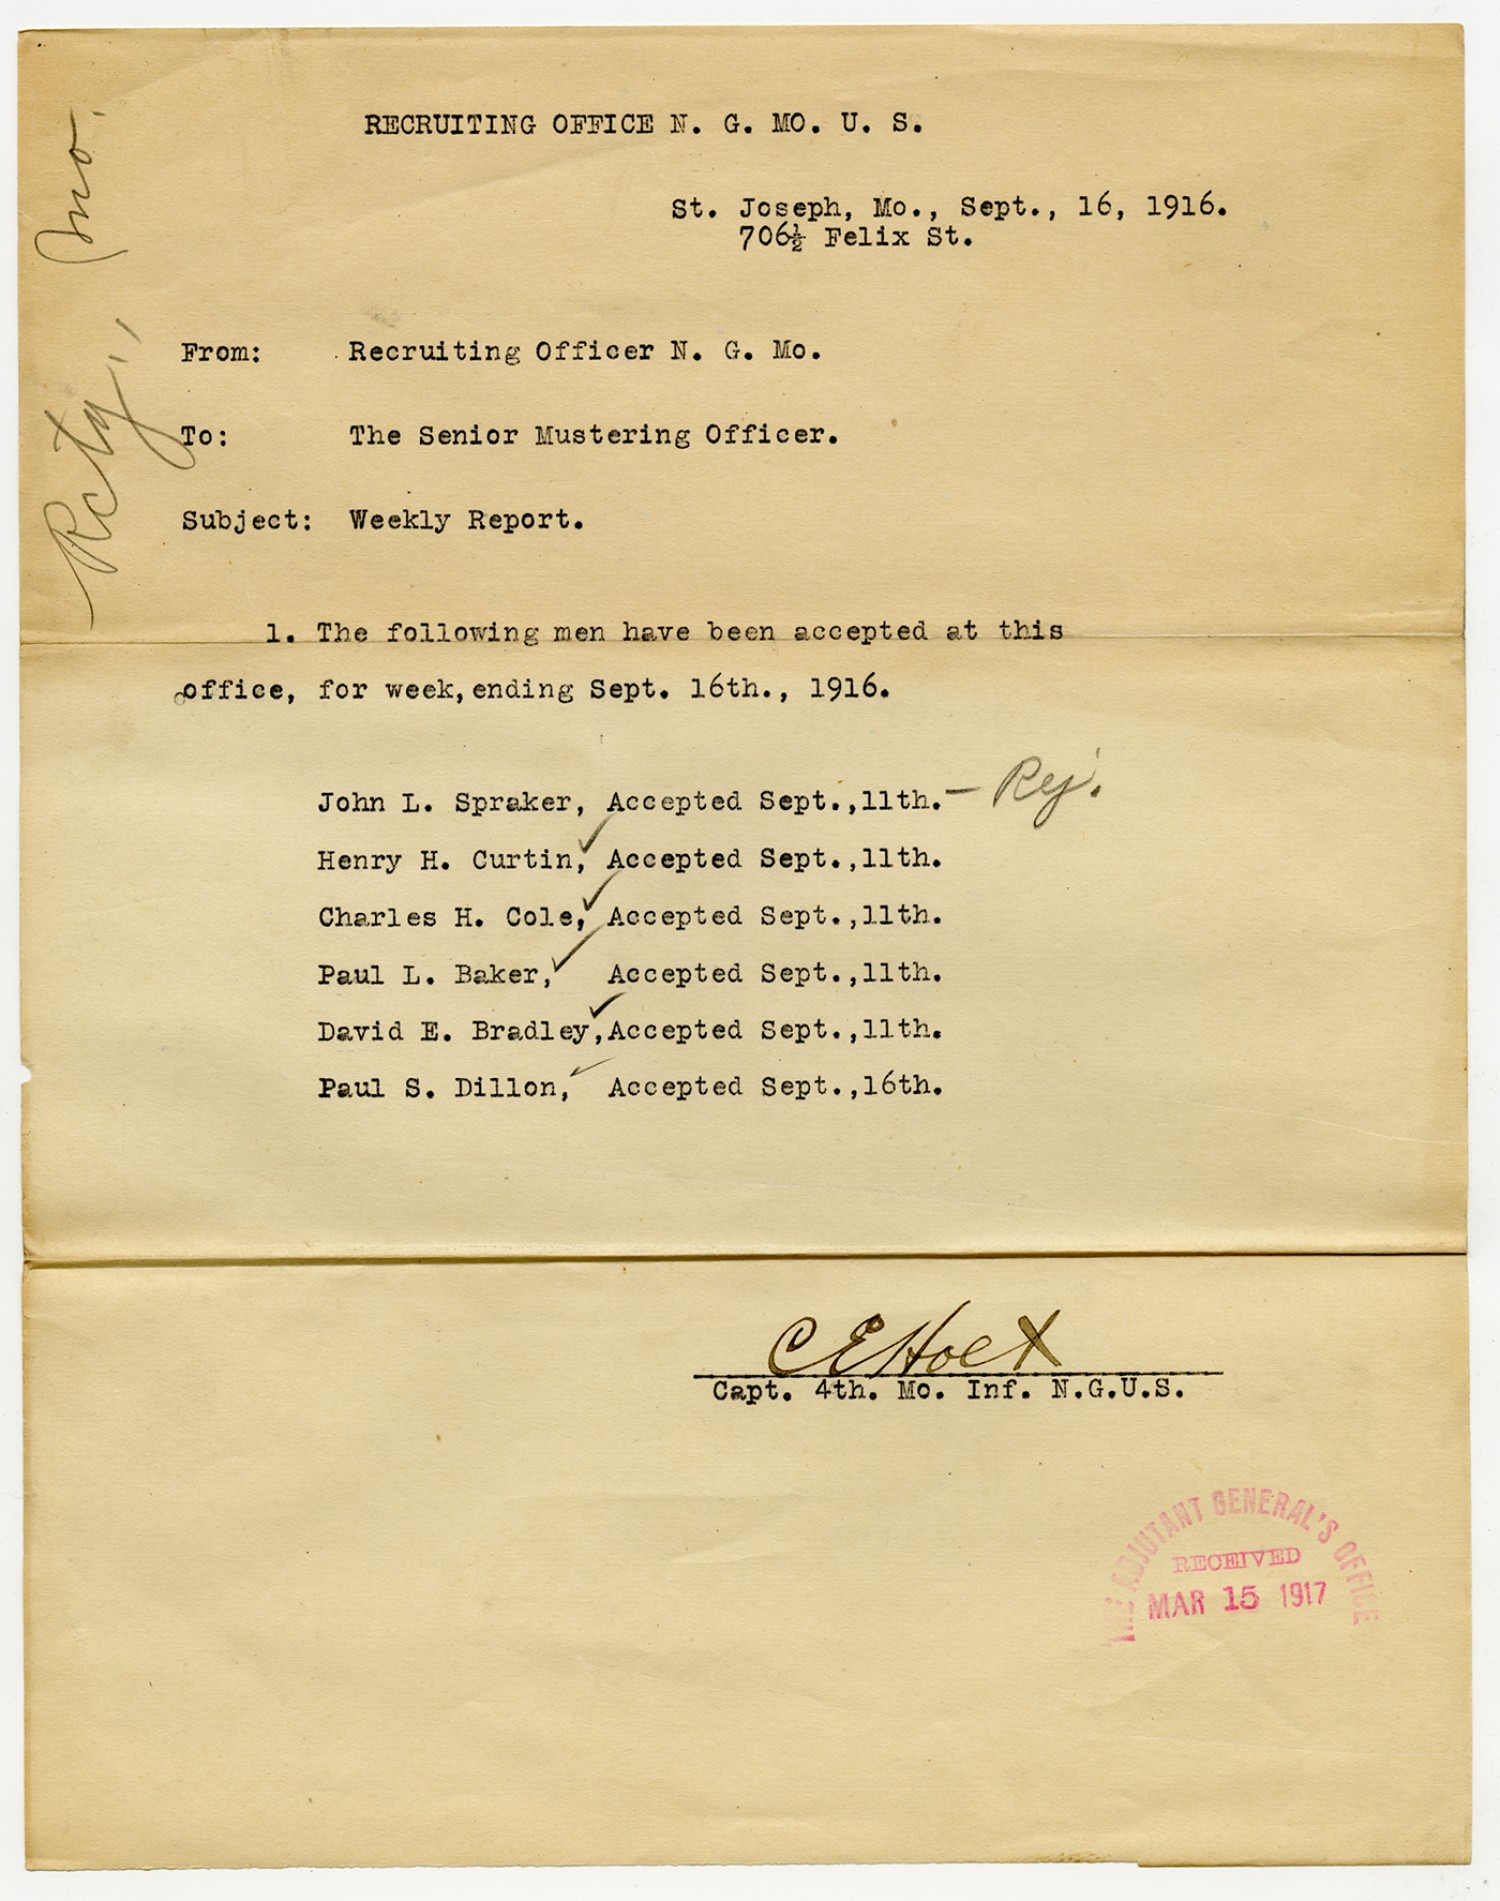 RECRUITING OFFICE N. G. MO. U. S.
St. Joseph, Mo., Sept., 16, 1916.
706½ Felix St.
Rctg., Mo.
From: Recruiting Officer N. G. Mo.
To: The Senior Mustering Officer.
Subject: Weekly Report.
1. The following men have been accepted at this
office, for week, ending Sept. 16th., 1916.
John L. Spraker, Accepted Sept.,11th. — Rej.
Henry H. Curtin, ✓ Accepted Sept.,11th.
Charles H. Cole, ✓ Accepted Sept.,11th.
Paul L. Baker, ✓ Accepted Sept.,11th.
David E. Bradley, ✓ Accepted Sept.,11th.
Paul S. Dillon, ✓ Accepted Sept.,16th.
C E Holt
Capt. 4th. Mo. Inf. N.G.U.S.
THE ADJUTANT GENERAL'S OFFICE
RECEIVED
MAR 15 1917